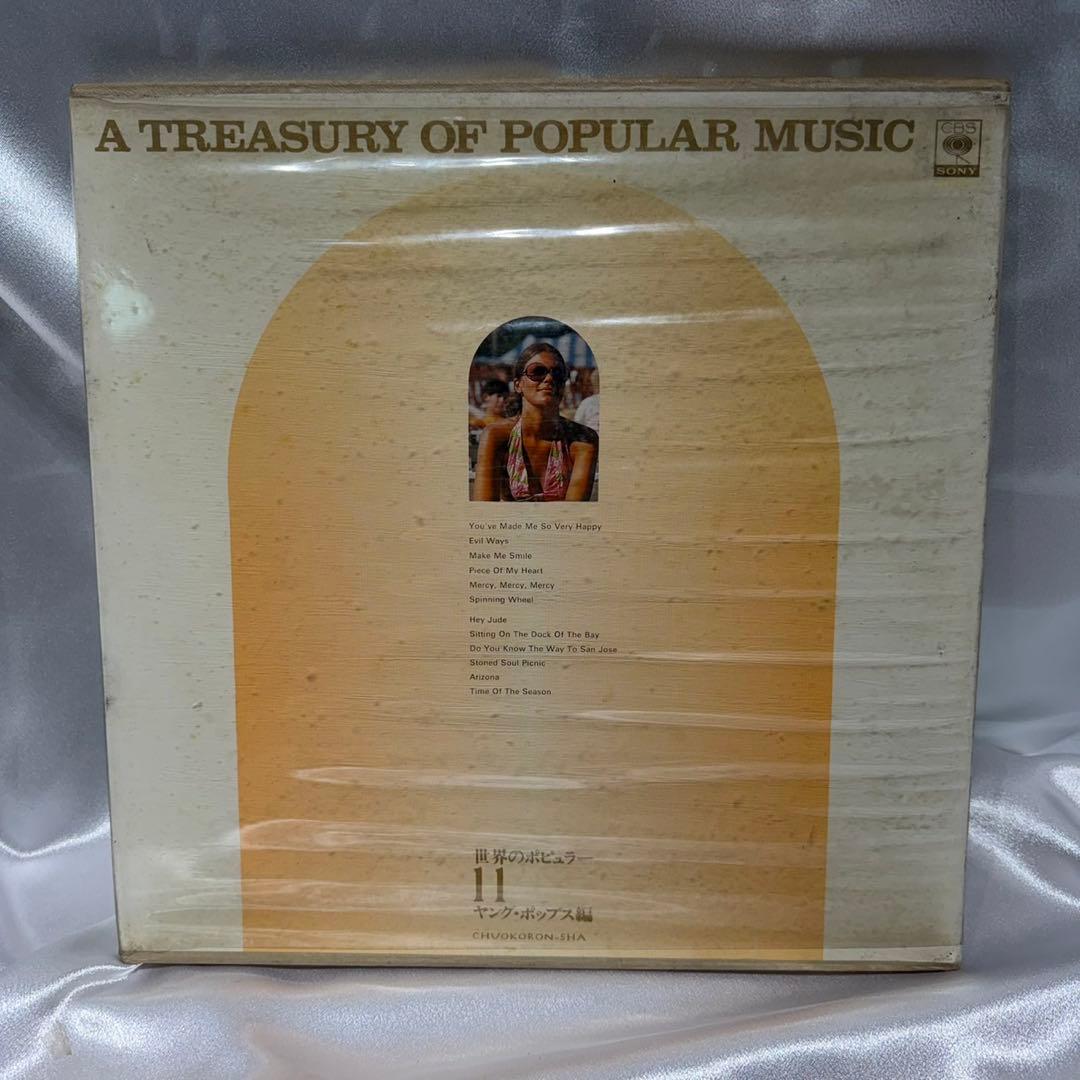 A TREASURY OF POPULAR MUSIC
CBS
SONY
You've Made Me So Very Happy
Evil Ways
Make Me Smile
Piece Of My Heart
Mercy, Mercy, Mercy
Spinning Wheel
Hey Jude
Sitting On The Dock Of The Bay
Do You Know The Way To San Jose
Stoned Soul Picnic
Arizona
Time Of The Season
世界のポピュラー
11
ヤング・ポップス編
CHUOKORON-SHA